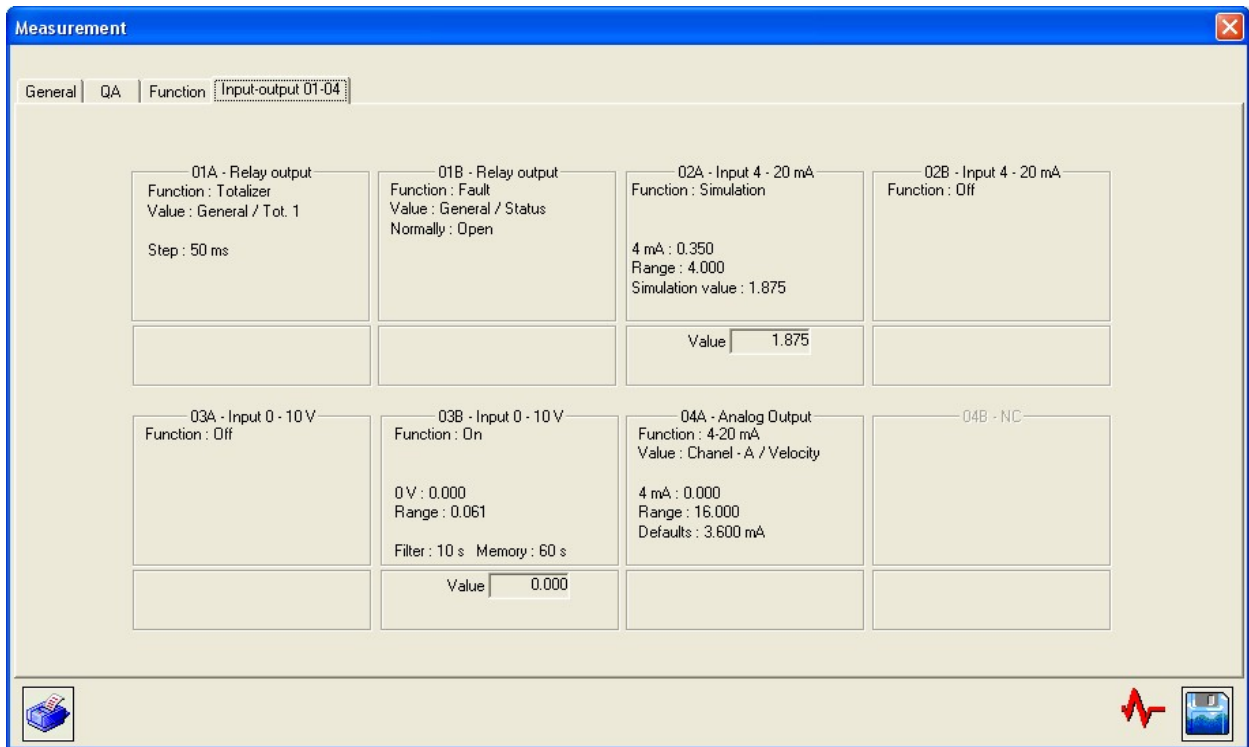 Measurement
General QA Function Input-output 01-04
01A - Relay output
Function : Totalizer
Value : General / Tot. 1
Step : 50 ms
01B - Relay output
Function : Fault
Value : General / Status
Normally : Open
02A - Input 4 - 20 mA
Function : Simulation
4 mA : 0.350
Range : 4.000
Simulation value : 1.875
Value 1.875
02B - Input 4 - 20 mA
Function : Off
03A - Input 0 - 10 V
Function : Off
03B - Input 0 - 10 V
Function : On
0 V : 0.000
Range : 0.061
Filter : 10 s Memory : 60 s
Value 0.000
04A - Analog Output
Function : 4-20 mA
Value : Chanel - A / Velocity
4 mA : 0.000
Range : 16.000
Defaults : 3.600 mA
04B - NC